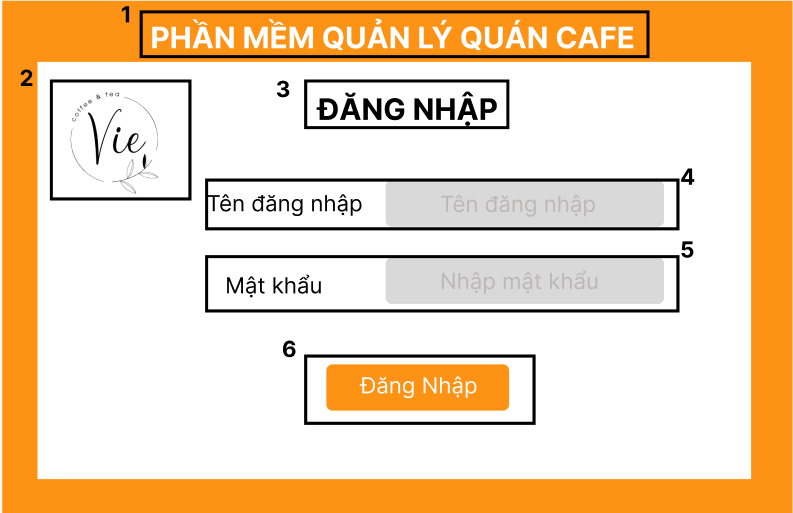 1
PHẦN MỀM QUẢN LÝ QUÁN CAFE
2
coffee & tea
Vie
3
ĐĂNG NHẬP
4
Tên đăng nhập Tên đăng nhập
5
Mật khẩu Nhập mật khẩu
6
Đăng Nhập